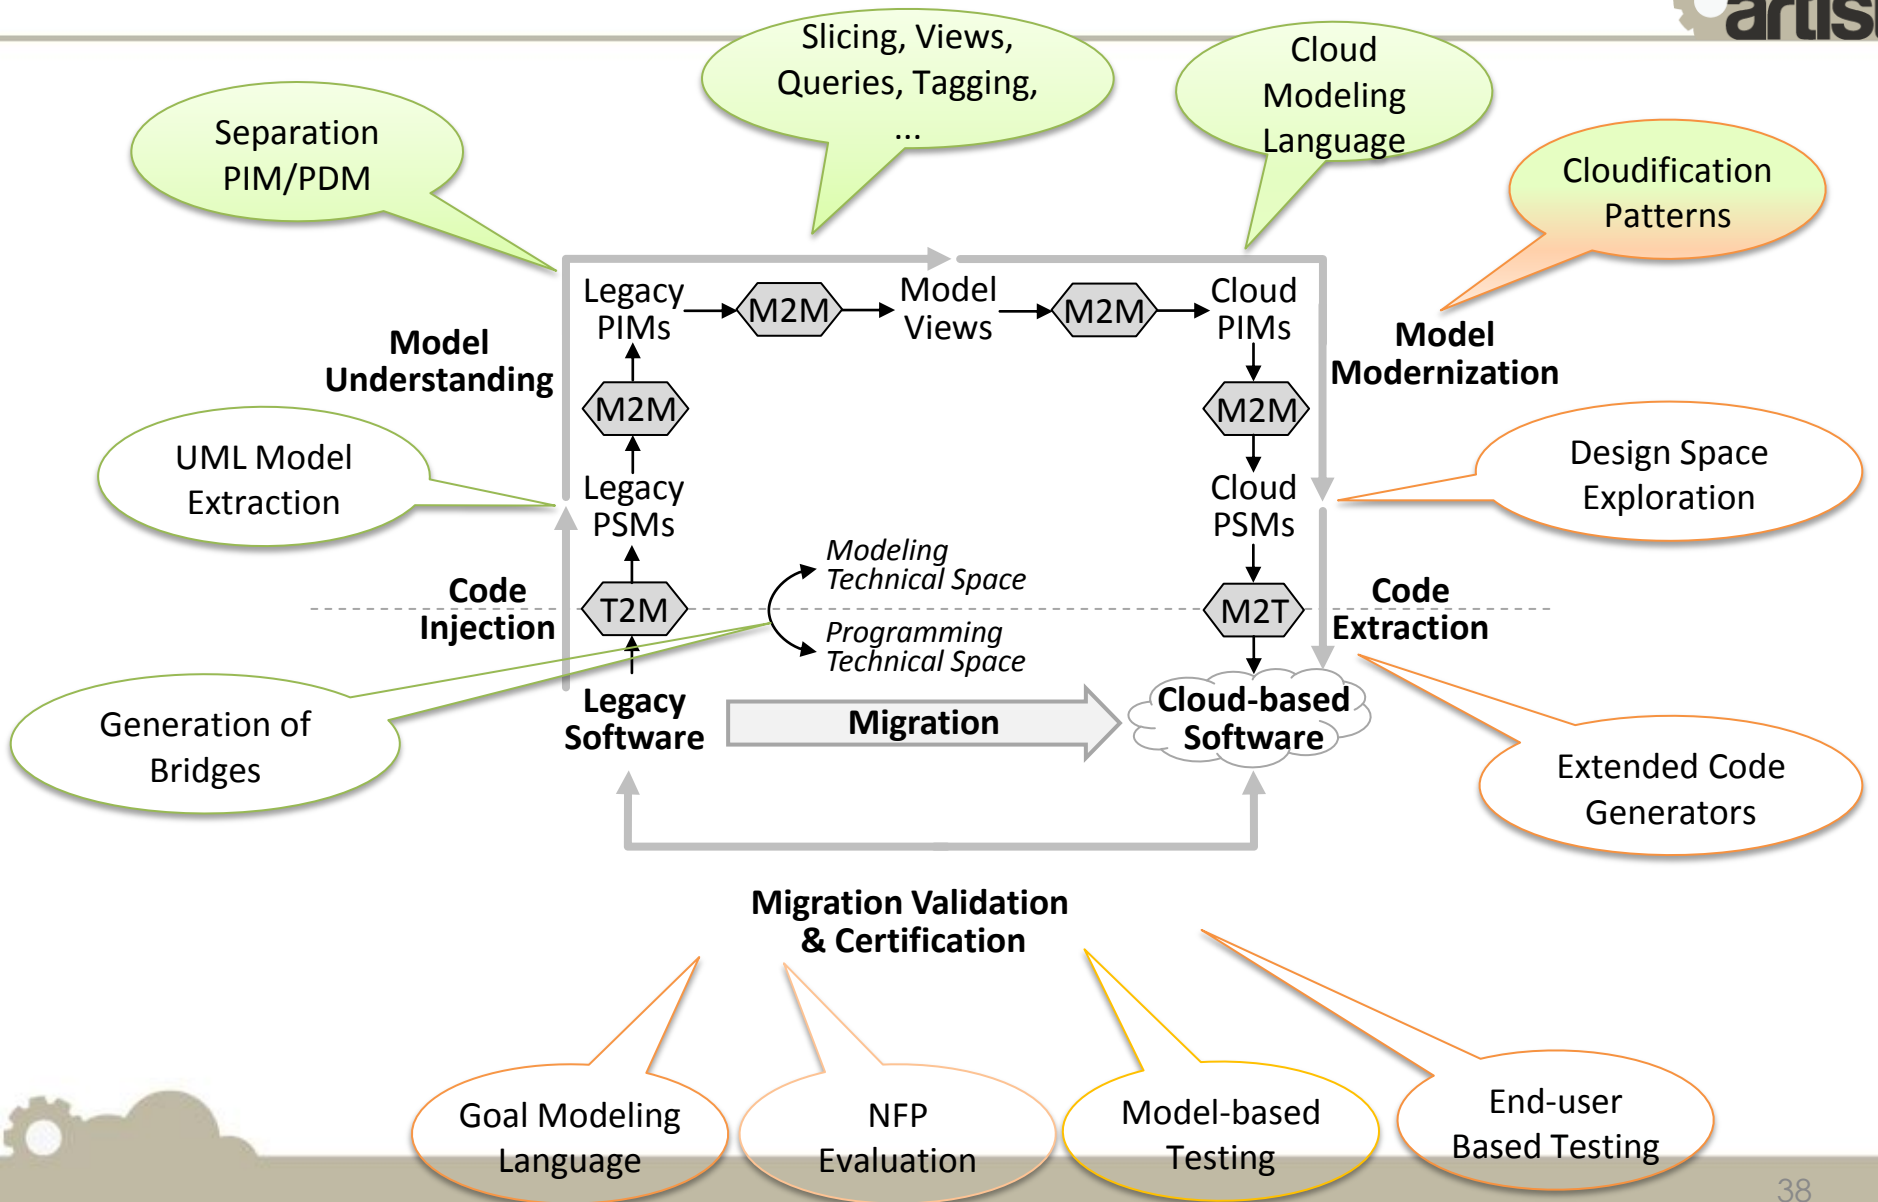 artist
Slicing, Views,
Queries, Tagging,
...
Cloud
Modeling
Language
Separation
PIM/PDM
Cloudification
Patterns
Legacy
PIMs
M2M
Model
Views
M2M
Cloud
PIMs
Model
Understanding
Model
Modernization
M2M
M2M
UML Model
Extraction
Design Space
Exploration
Legacy
PSMs
Cloud
PSMs
Modeling
Technical Space
Code
Injection
T2M
M2T
Code
Extraction
Programming
Technical Space
Generation of
Bridges
Legacy
Software
Migration
Cloud-based
Software
Extended Code
Generators
Migration Validation
& Certification
Goal Modeling
Language
NFP
Evaluation
Model-based
Testing
End-user
Based Testing
38